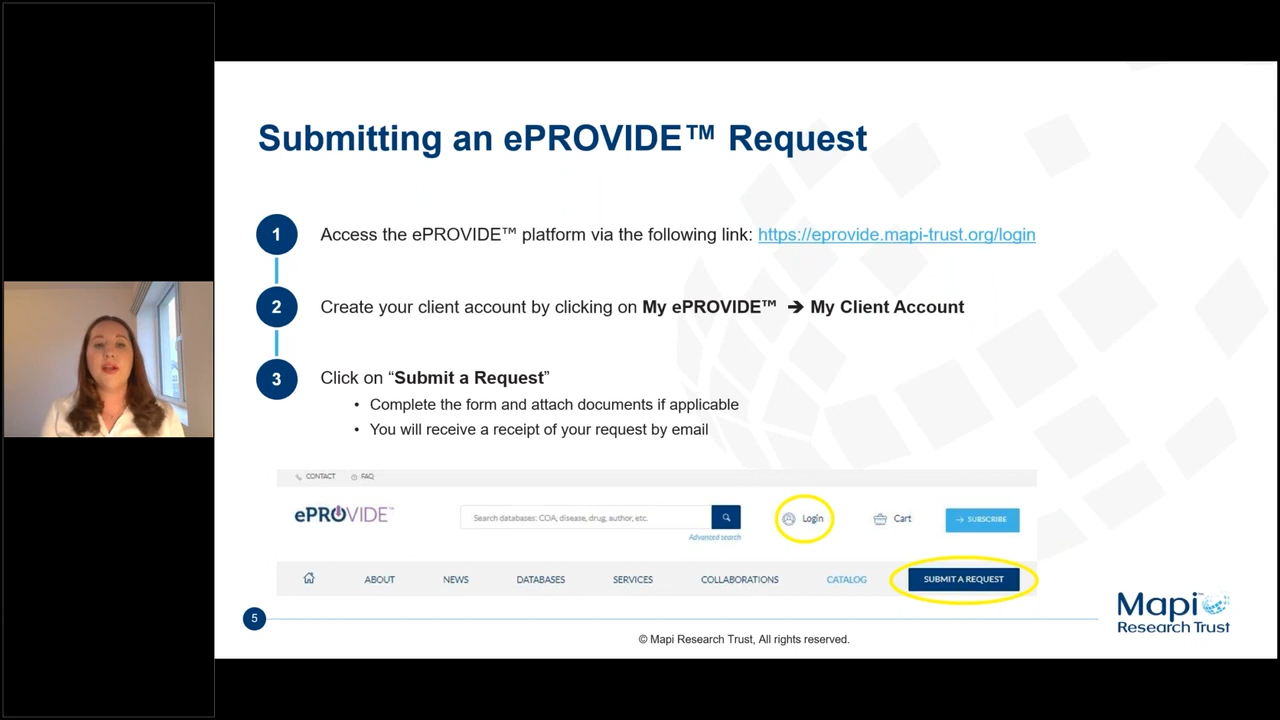 Submitting an ePROVIDE™ Request
1 Access the ePROVIDE™ platform via the following link: https://eprovide.mapi-trust.org/login
2 Create your client account by clicking on My ePROVIDE™ ➔ My Client Account
3 Click on “Submit a Request”
• Complete the form and attach documents if applicable
• You will receive a receipt of your request by email
CONTACT FAQ
ePROVIDE™ Search databases: COA, disease, drug, author, etc. Login Cart → SUBSCRIBE
Advanced search
ABOUT NEWS DATABASES SERVICES COLLABORATIONS CATALOG SUBMIT A REQUEST
5
Mapi
Research Trust
© Mapi Research Trust, All rights reserved.